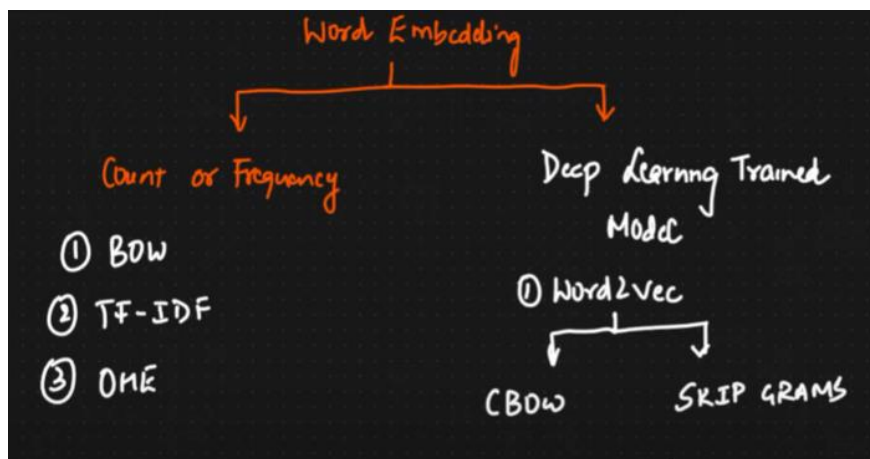 Word Embedding
Count or Frequency
① BOW
② TF-IDF
③ OHE
Deep Learning Trained
Model
① Word2Vec
CBOW
SKIP GRAMS